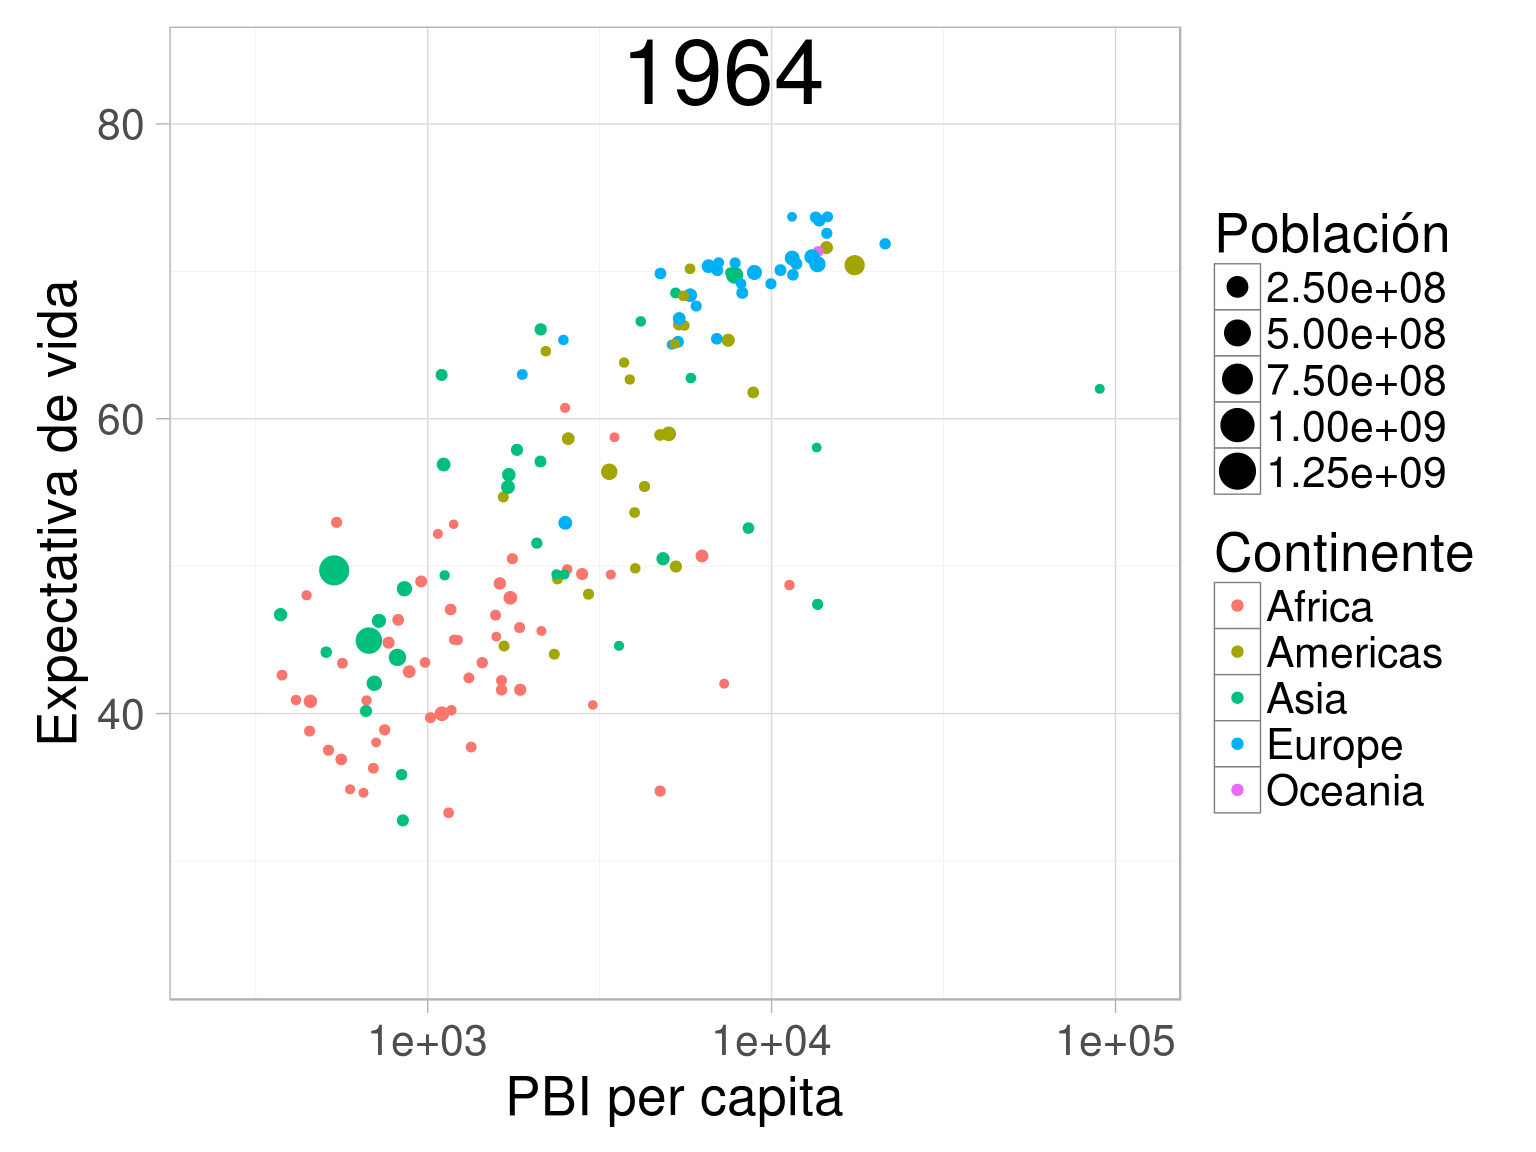 1964
80
60
40
Expectativa de vida
1e+03 1e+04 1e+05
PBI per capita
Población
2.50e+08
5.00e+08
7.50e+08
1.00e+09
1.25e+09
Continente
Africa
Americas
Asia
Europe
Oceania